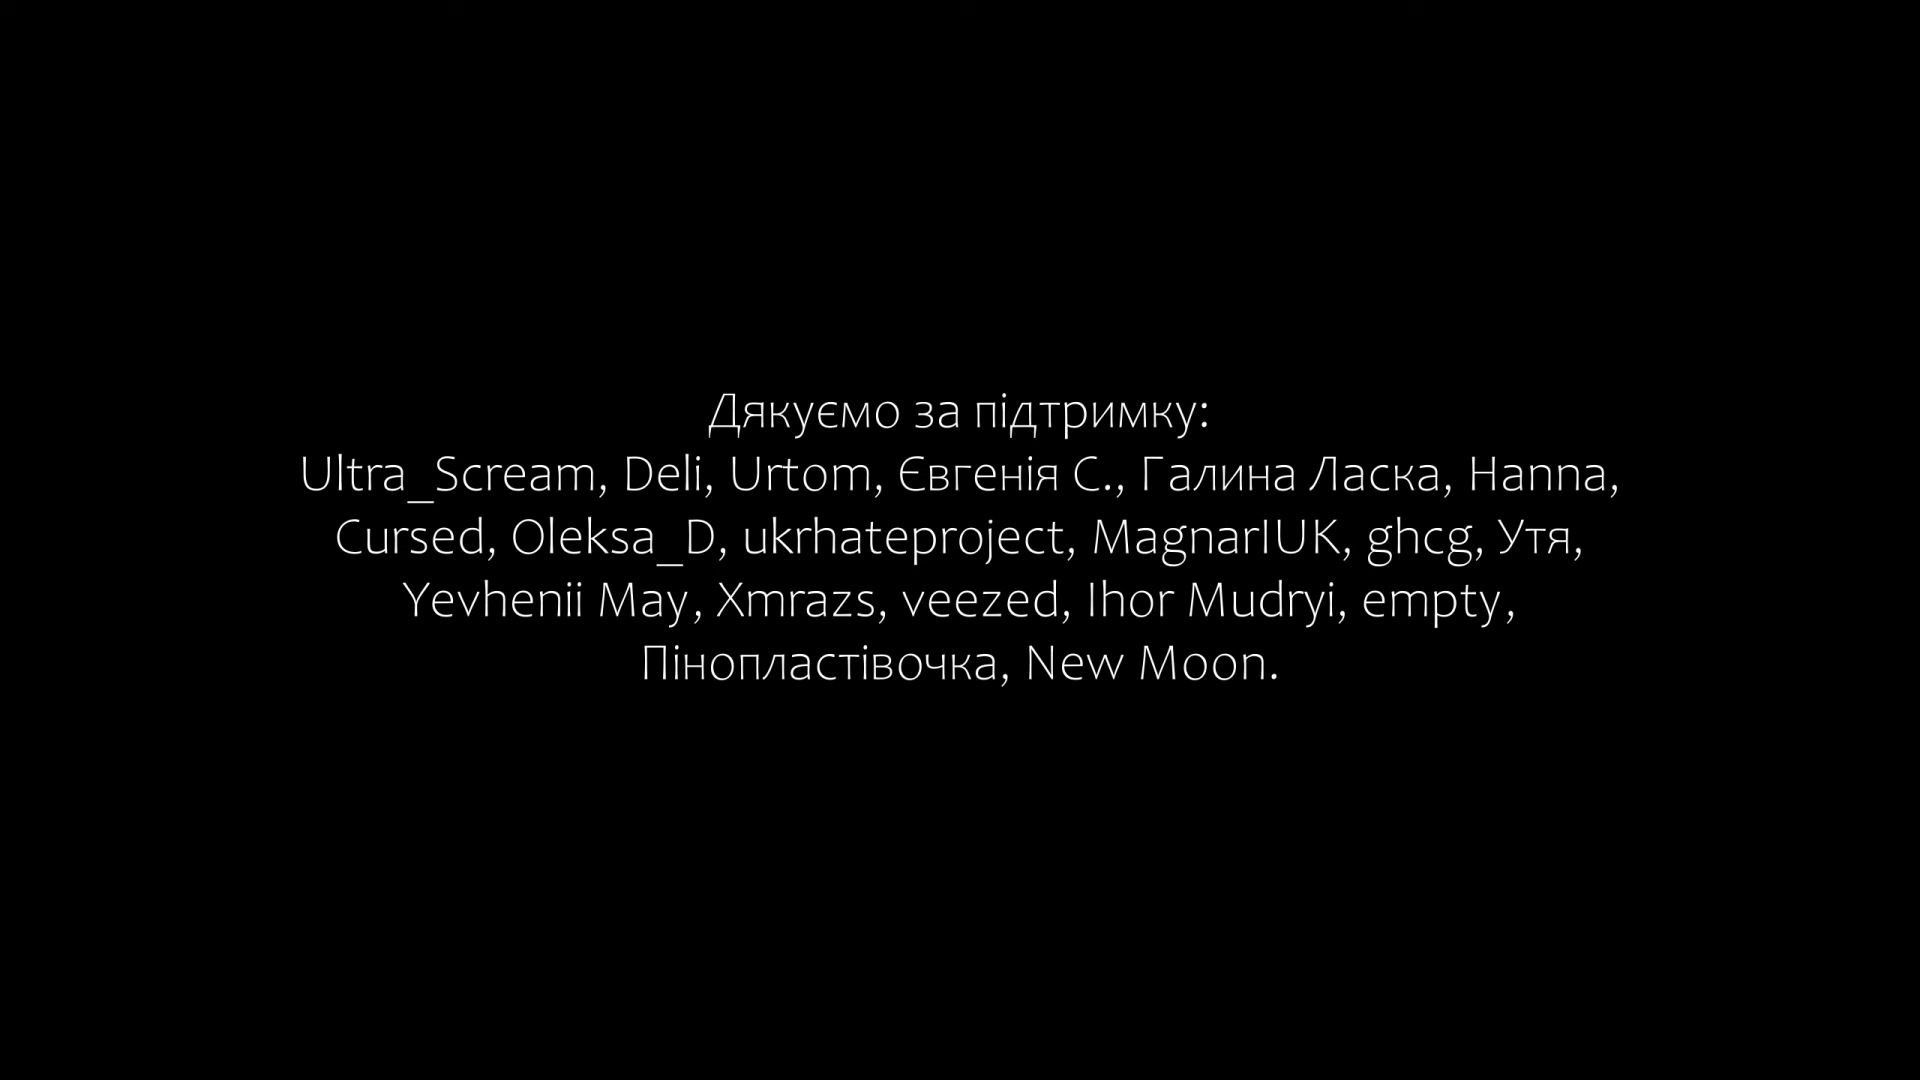 Дякуємо за підтримку:
Ultra_Scream, Deli, Urtom, Євгенія С., Галина Ласка, Hanna,
Cursed, Oleksa_D, ukrhateproject, MagnarIUK, ghcg, Утя,
Yevhenii May, Xmrazs, veezed, Ihor Mudryi, empty,
Пінопластівочка, New Moon.